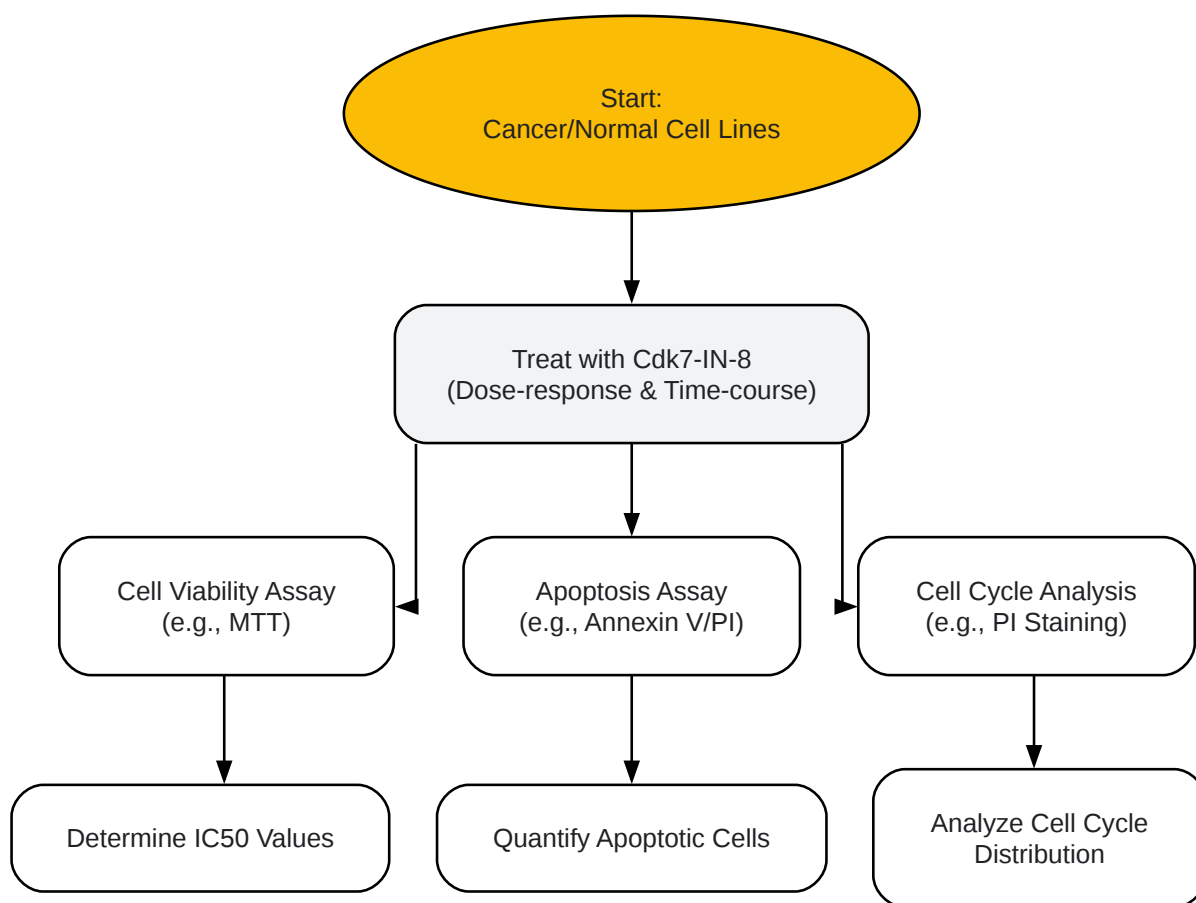 Start:
Cancer/Normal Cell Lines
Treat with Cdk7-IN-8
(Dose-response & Time-course)
Cell Viability Assay
(e.g., MTT)
Apoptosis Assay
(e.g., Annexin V/PI)
Cell Cycle Analysis
(e.g., PI Staining)
Determine IC50 Values
Quantify Apoptotic Cells
Analyze Cell Cycle
Distribution